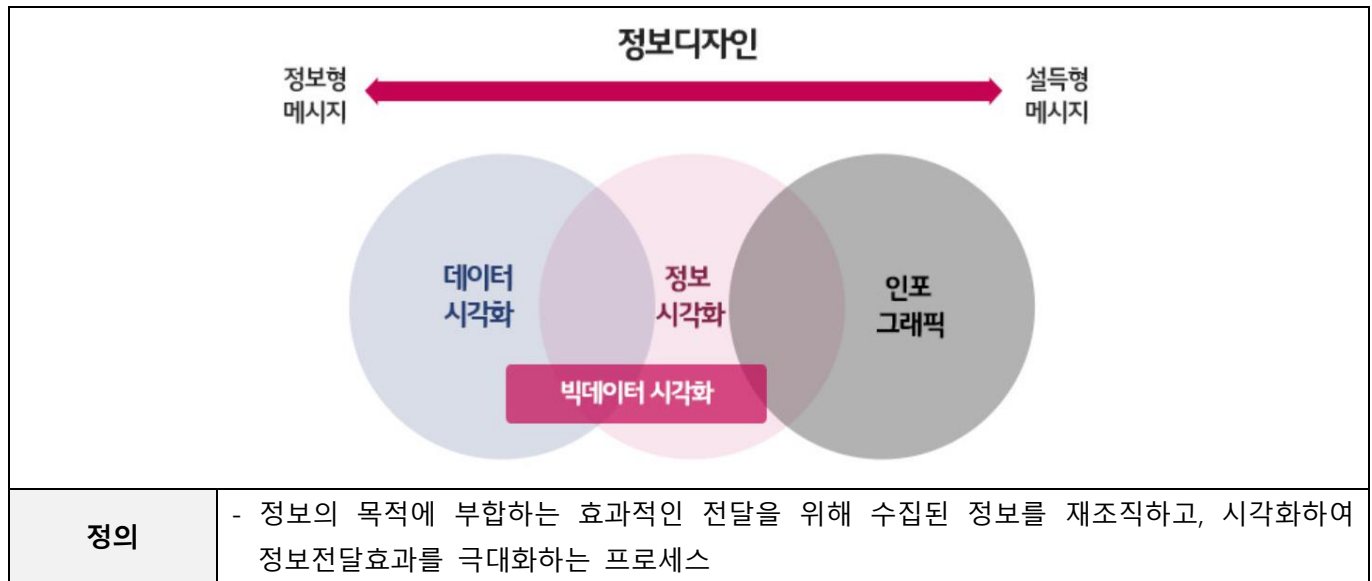 정보디자인
정보형
메시지
설득형
메시지
데이터
시각화
정보
시각화
인포
그래픽
빅데이터 시각화
정의
- 정보의 목적에 부합하는 효과적인 전달을 위해 수집된 정보를 재조직하고, 시각화하여
정보전달효과를 극대화하는 프로세스